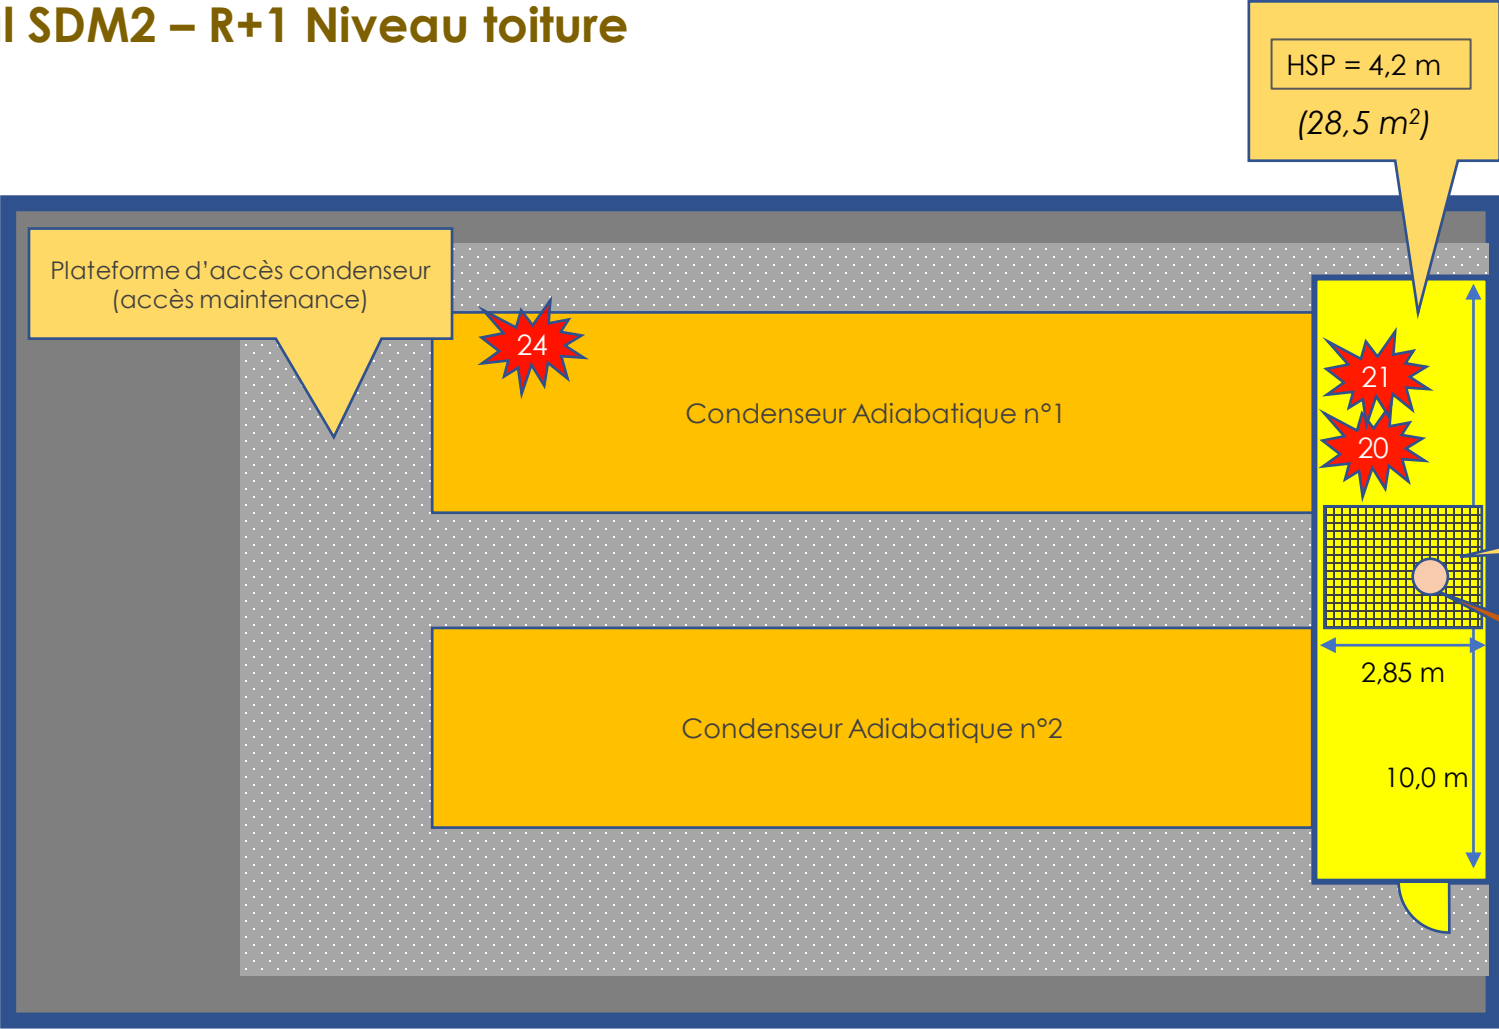 l SDM2 – R+1 Niveau toiture
HSP = 4,2 m
(28,5 m²)
Plateforme d’accès condenseur
(accès maintenance)
24
Condenseur Adiabatique n°1
21
20
2,85 m
Condenseur Adiabatique n°2
10,0 m